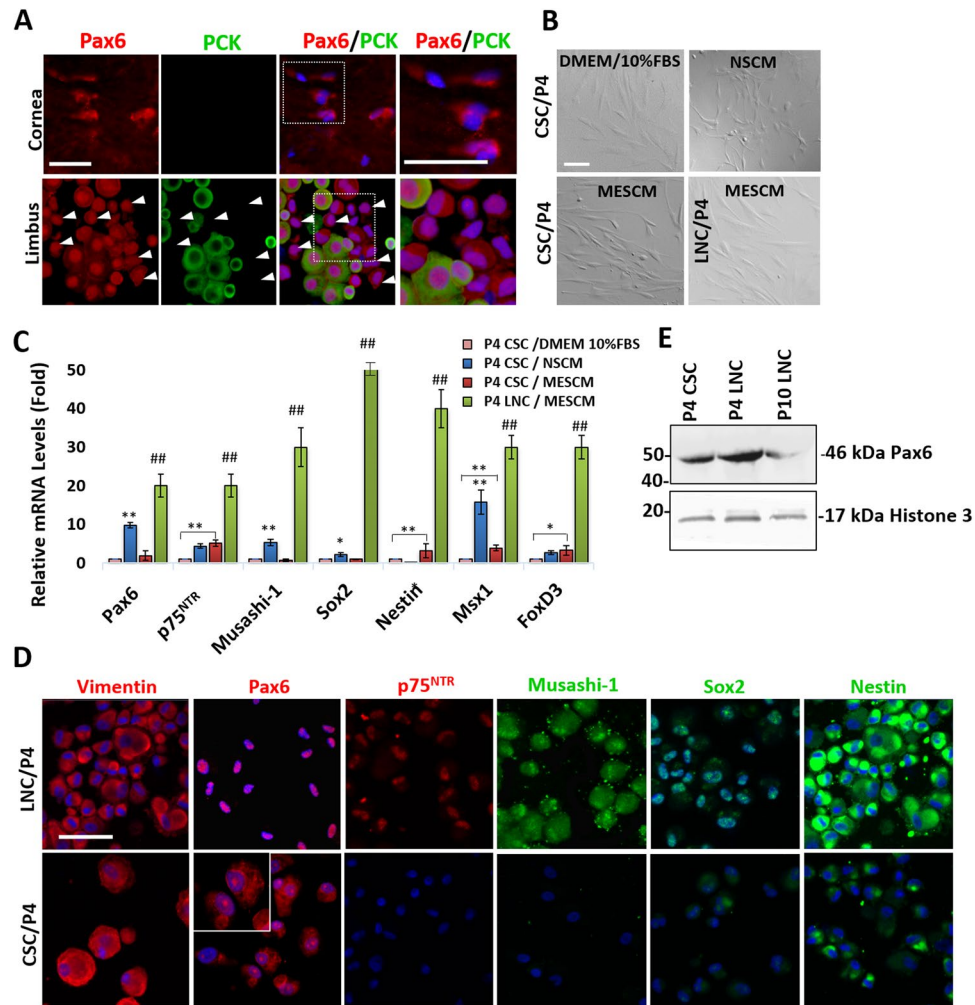 A
Pax6 PCK Pax6/PCK Pax6/PCK
Cornea
Limbus
B
DMEM/10%FBS NSCM
CSC/P4
MESCM MESCM
CSC/P4 LNC/P4
C
Relative mRNA Levels (Fold)
50
40
30
20
10
0
P4 CSC /DMEM 10%FBS
P4 CSC / NSCM
P4 CSC / MESCM
P4 LNC / MESCM
** ##
** ##
** ##
* ##
** * ##
** ** ##
* ##
Pax6 p75NTR Musashi-1 Sox2 Nestin Msx1 FoxD3
E
P4 CSC P4 LNC P10 LNC
50- -46 kDa Pax6
40-
20- -17 kDa Histone 3
D
Vimentin Pax6 p75NTR Musashi-1 Sox2 Nestin
LNC/P4
CSC/P4